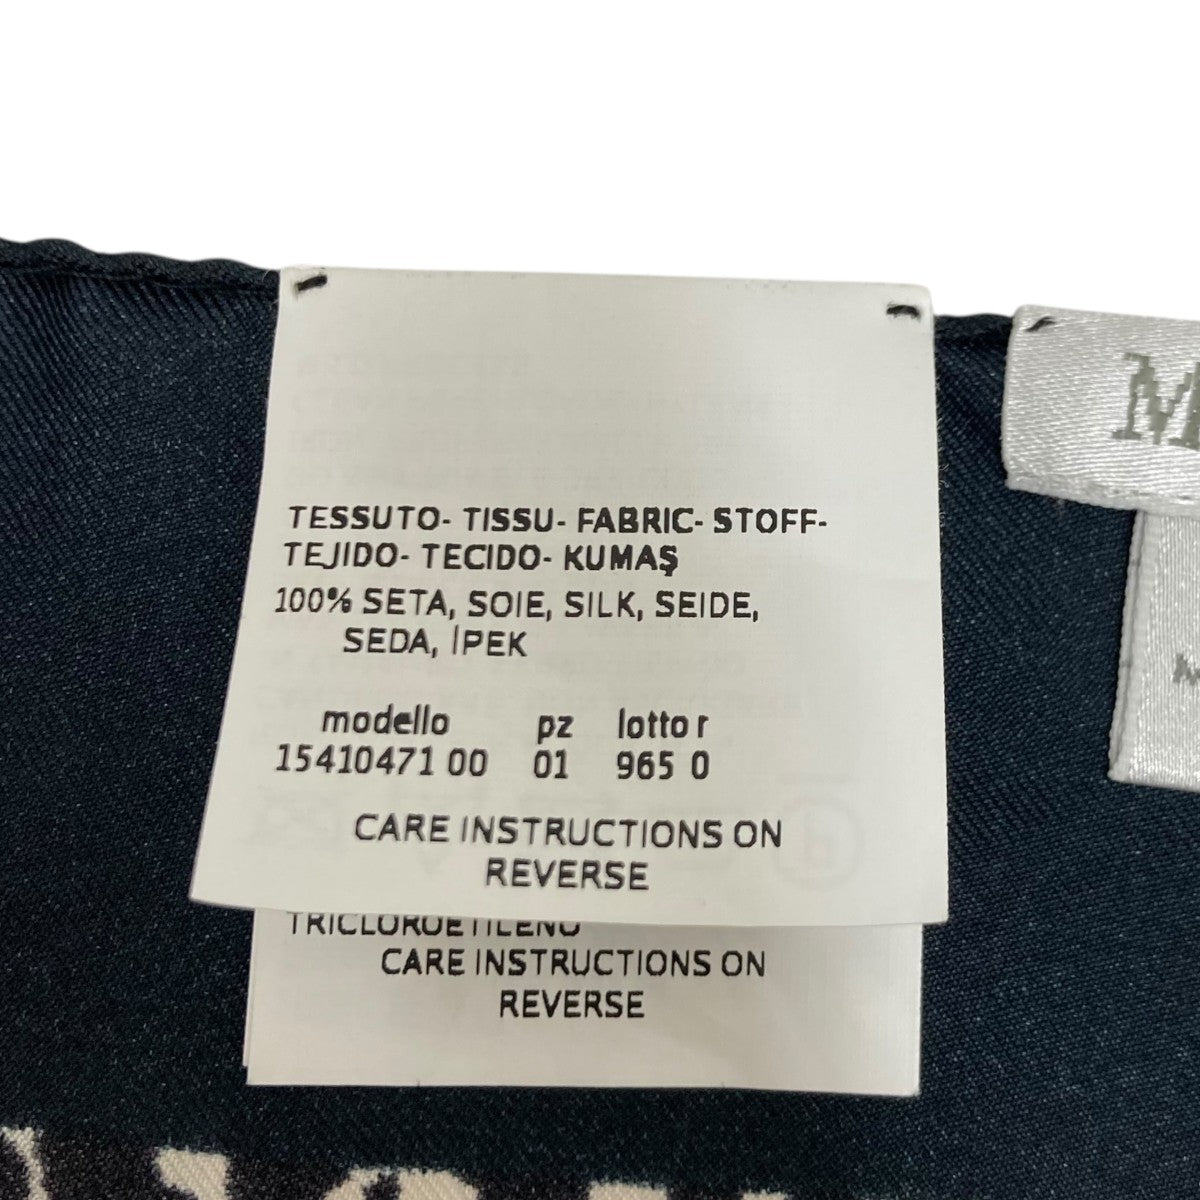 TESSUTO- TISSU- FABRIC- STOFF-
TEJIDO- TECIDO- KUMAŞ
100% SETA, SOIE, SILK, SEIDE,
SEDA, İPEK
modello pz lotto r
15410471 00 01 965 0
CARE INSTRUCTIONS ON
REVERSE
TRICLOROETILENO
CARE INSTRUCTIONS ON
REVERSE
M
M